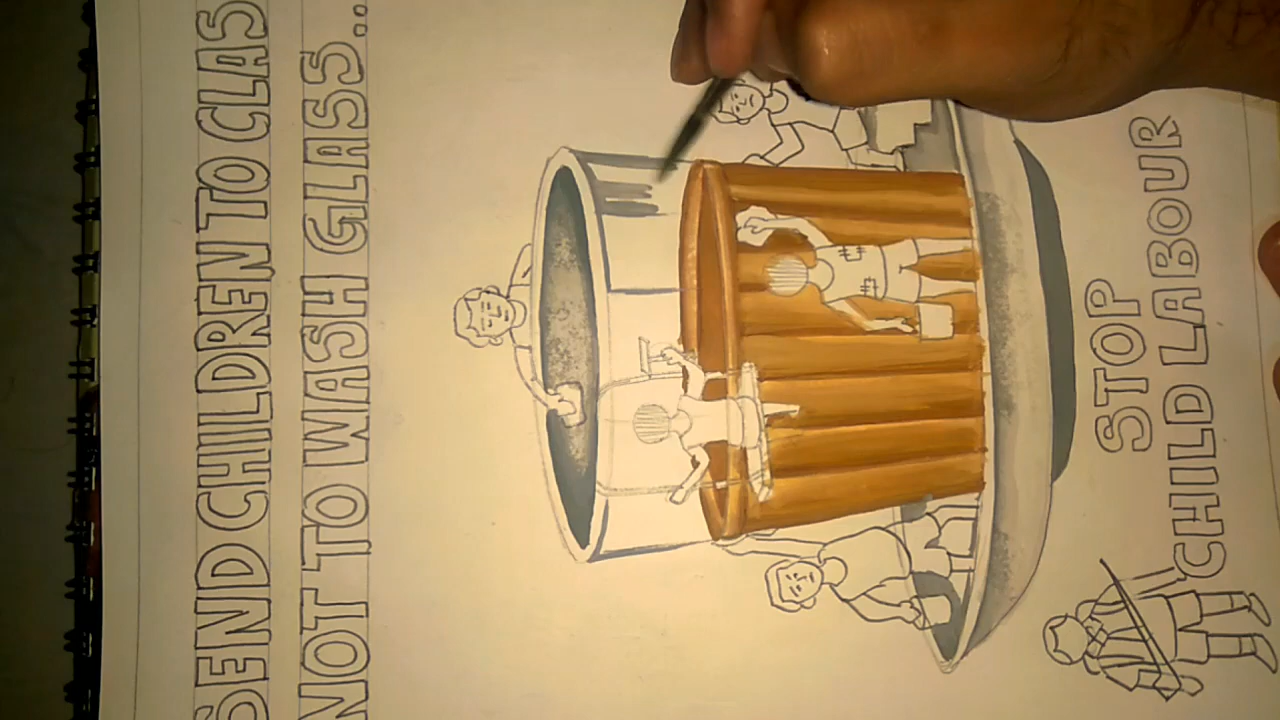 SEND CHILDREN TO CLAS
NOT TO WASH GLASS...
STOP
CHILD LABOUR